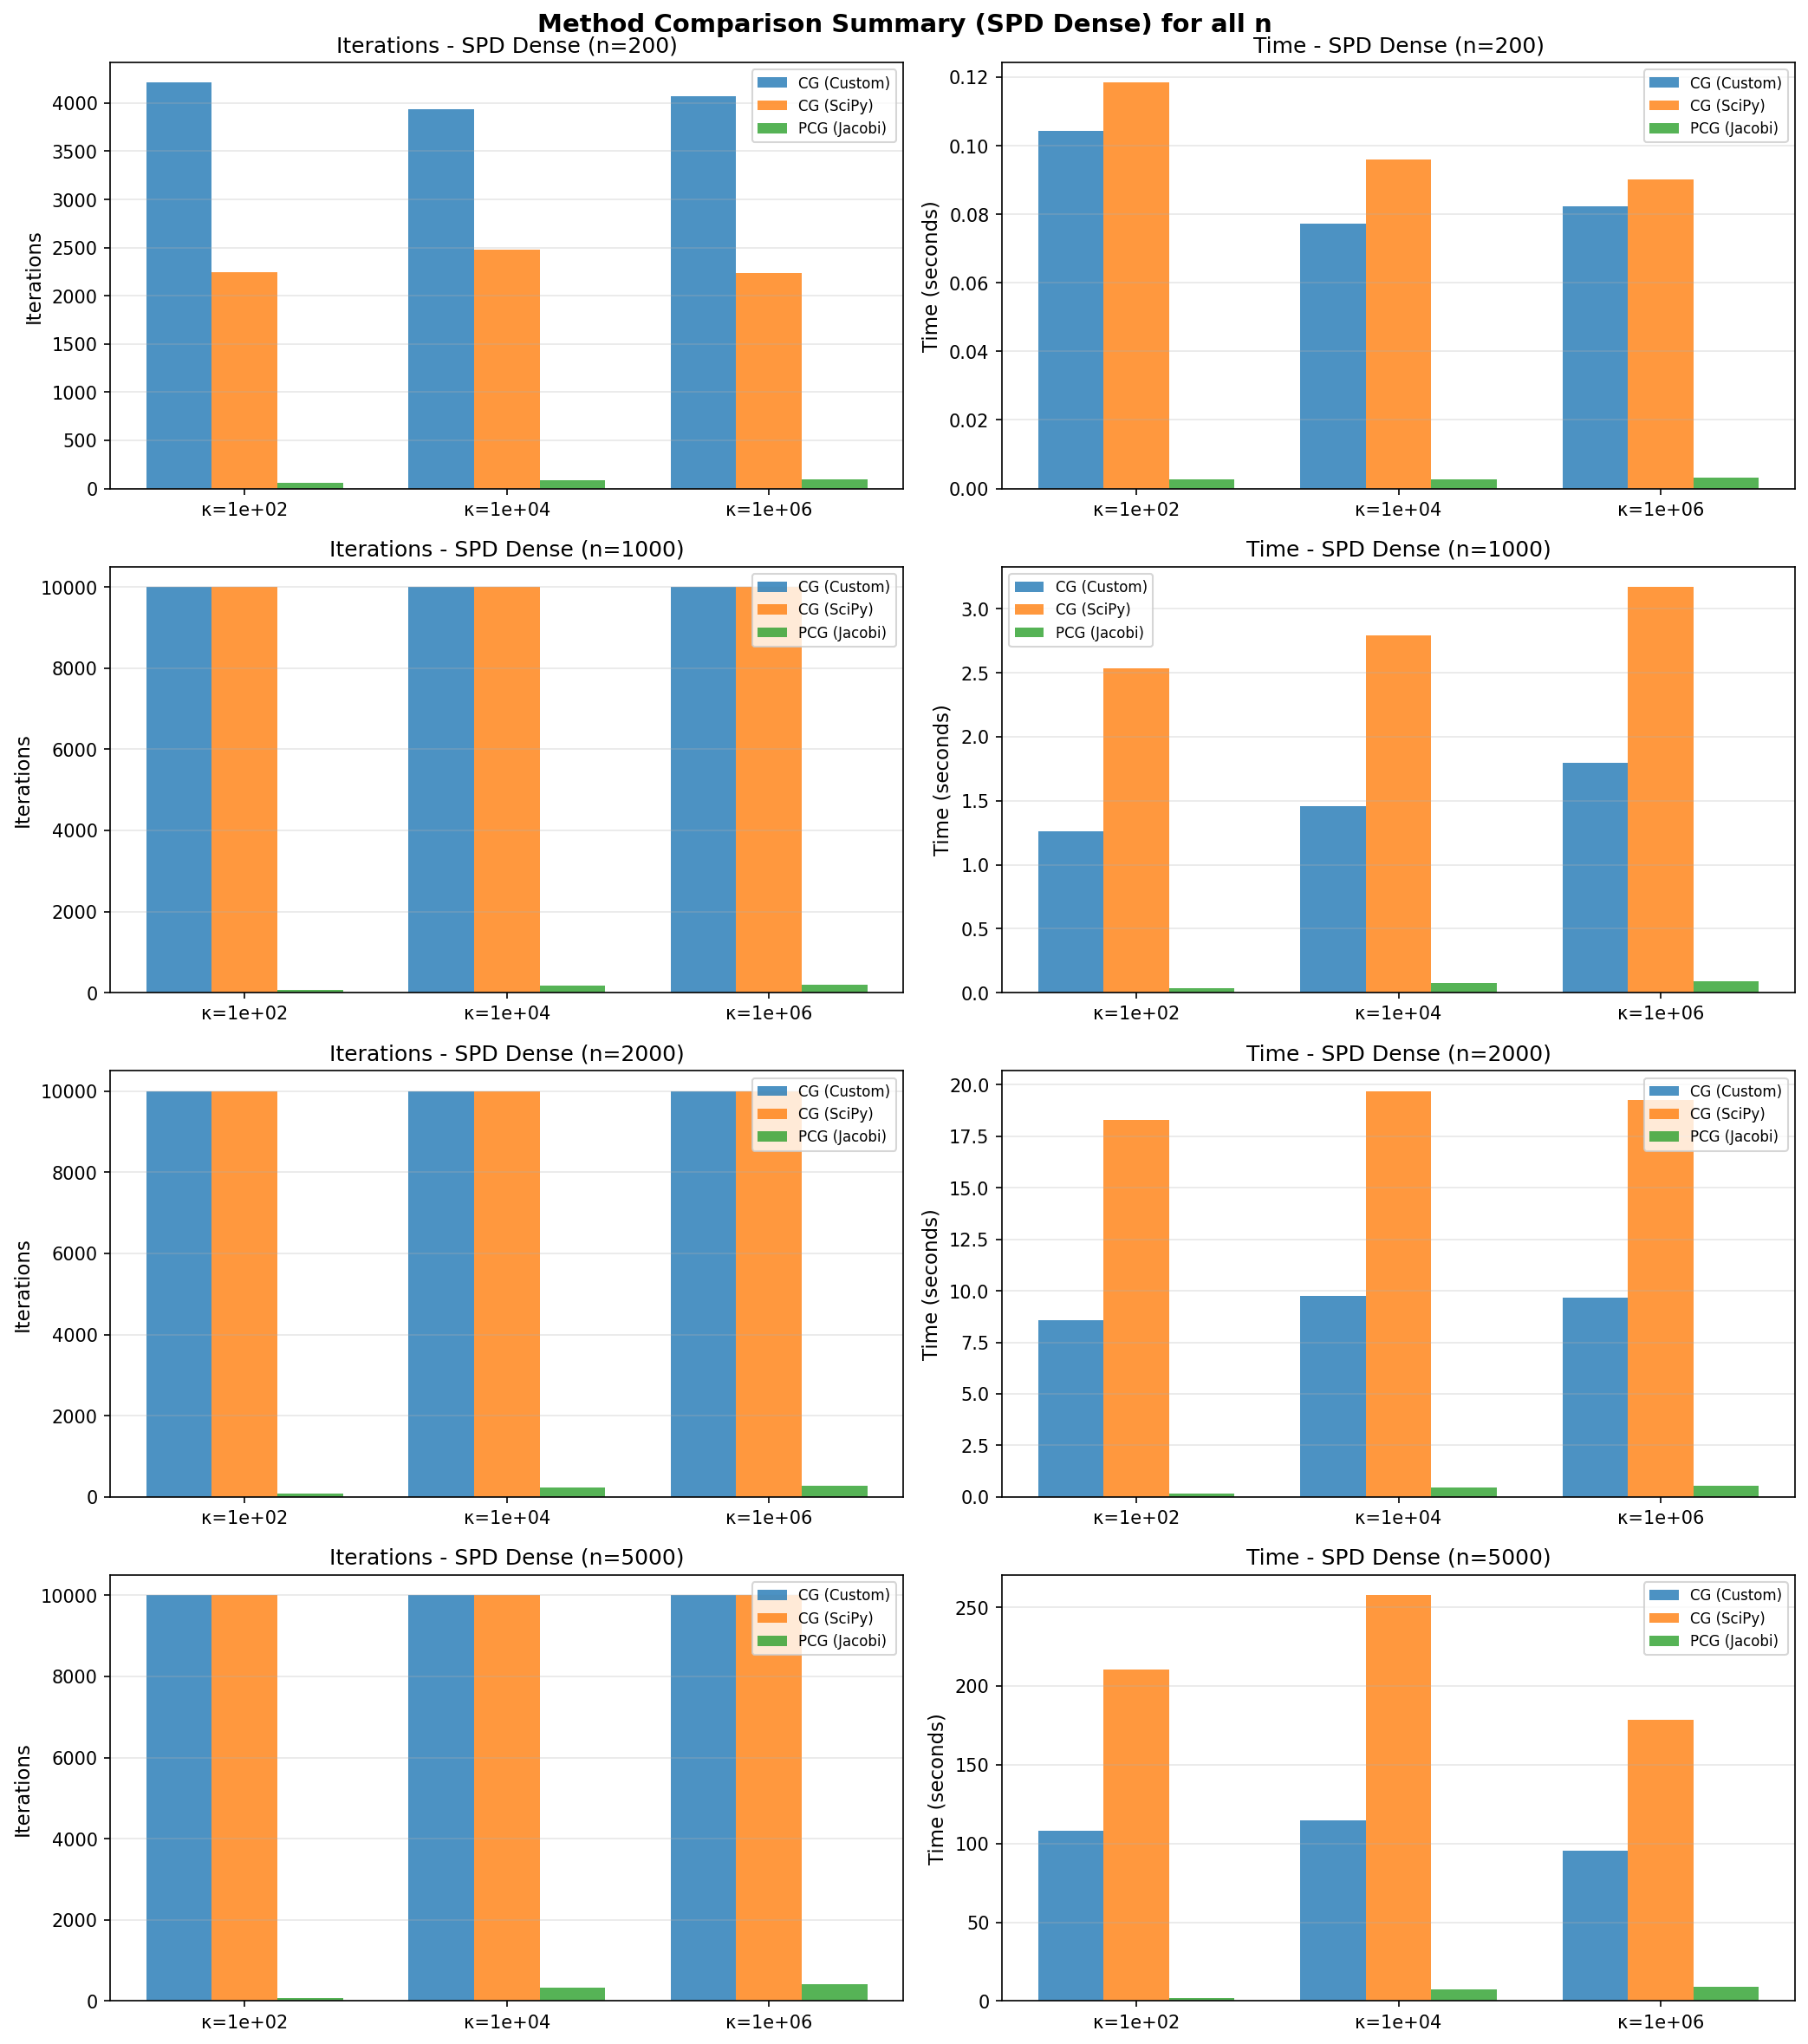 Method Comparison Summary (SPD Dense) for all n
Iterations - SPD Dense (n=200)
Iterations
4000
3500
3000
2500
2000
1500
1000
500
0
κ=1e+02 κ=1e+04 κ=1e+06
CG (Custom)
CG (SciPy)
PCG (Jacobi)
Time - SPD Dense (n=200)
Time (seconds)
0.12
0.10
0.08
0.06
0.04
0.02
0.00
κ=1e+02 κ=1e+04 κ=1e+06
CG (Custom)
CG (SciPy)
PCG (Jacobi)
Iterations - SPD Dense (n=1000)
Iterations
10000
8000
6000
4000
2000
0
κ=1e+02 κ=1e+04 κ=1e+06
CG (Custom)
CG (SciPy)
PCG (Jacobi)
Time - SPD Dense (n=1000)
Time (seconds)
3.0
2.5
2.0
1.5
1.0
0.5
0.0
κ=1e+02 κ=1e+04 κ=1e+06
CG (Custom)
CG (SciPy)
PCG (Jacobi)
Iterations - SPD Dense (n=2000)
Iterations
10000
8000
6000
4000
2000
0
κ=1e+02 κ=1e+04 κ=1e+06
CG (Custom)
CG (SciPy)
PCG (Jacobi)
Time - SPD Dense (n=2000)
Time (seconds)
20.0
17.5
15.0
12.5
10.0
7.5
5.0
2.5
0.0
κ=1e+02 κ=1e+04 κ=1e+06
CG (Custom)
CG (SciPy)
PCG (Jacobi)
Iterations - SPD Dense (n=5000)
Iterations
10000
8000
6000
4000
2000
0
κ=1e+02 κ=1e+04 κ=1e+06
CG (Custom)
CG (SciPy)
PCG (Jacobi)
Time - SPD Dense (n=5000)
Time (seconds)
250
200
150
100
50
0
κ=1e+02 κ=1e+04 κ=1e+06
CG (Custom)
CG (SciPy)
PCG (Jacobi)